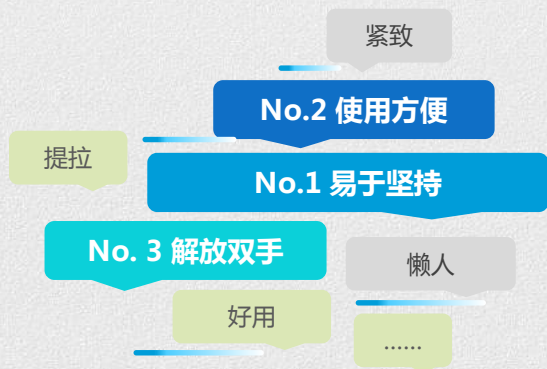 紧致
No.2 使用方便
提拉
No.1 易于坚持
No. 3 解放双手
懒人
好用
......